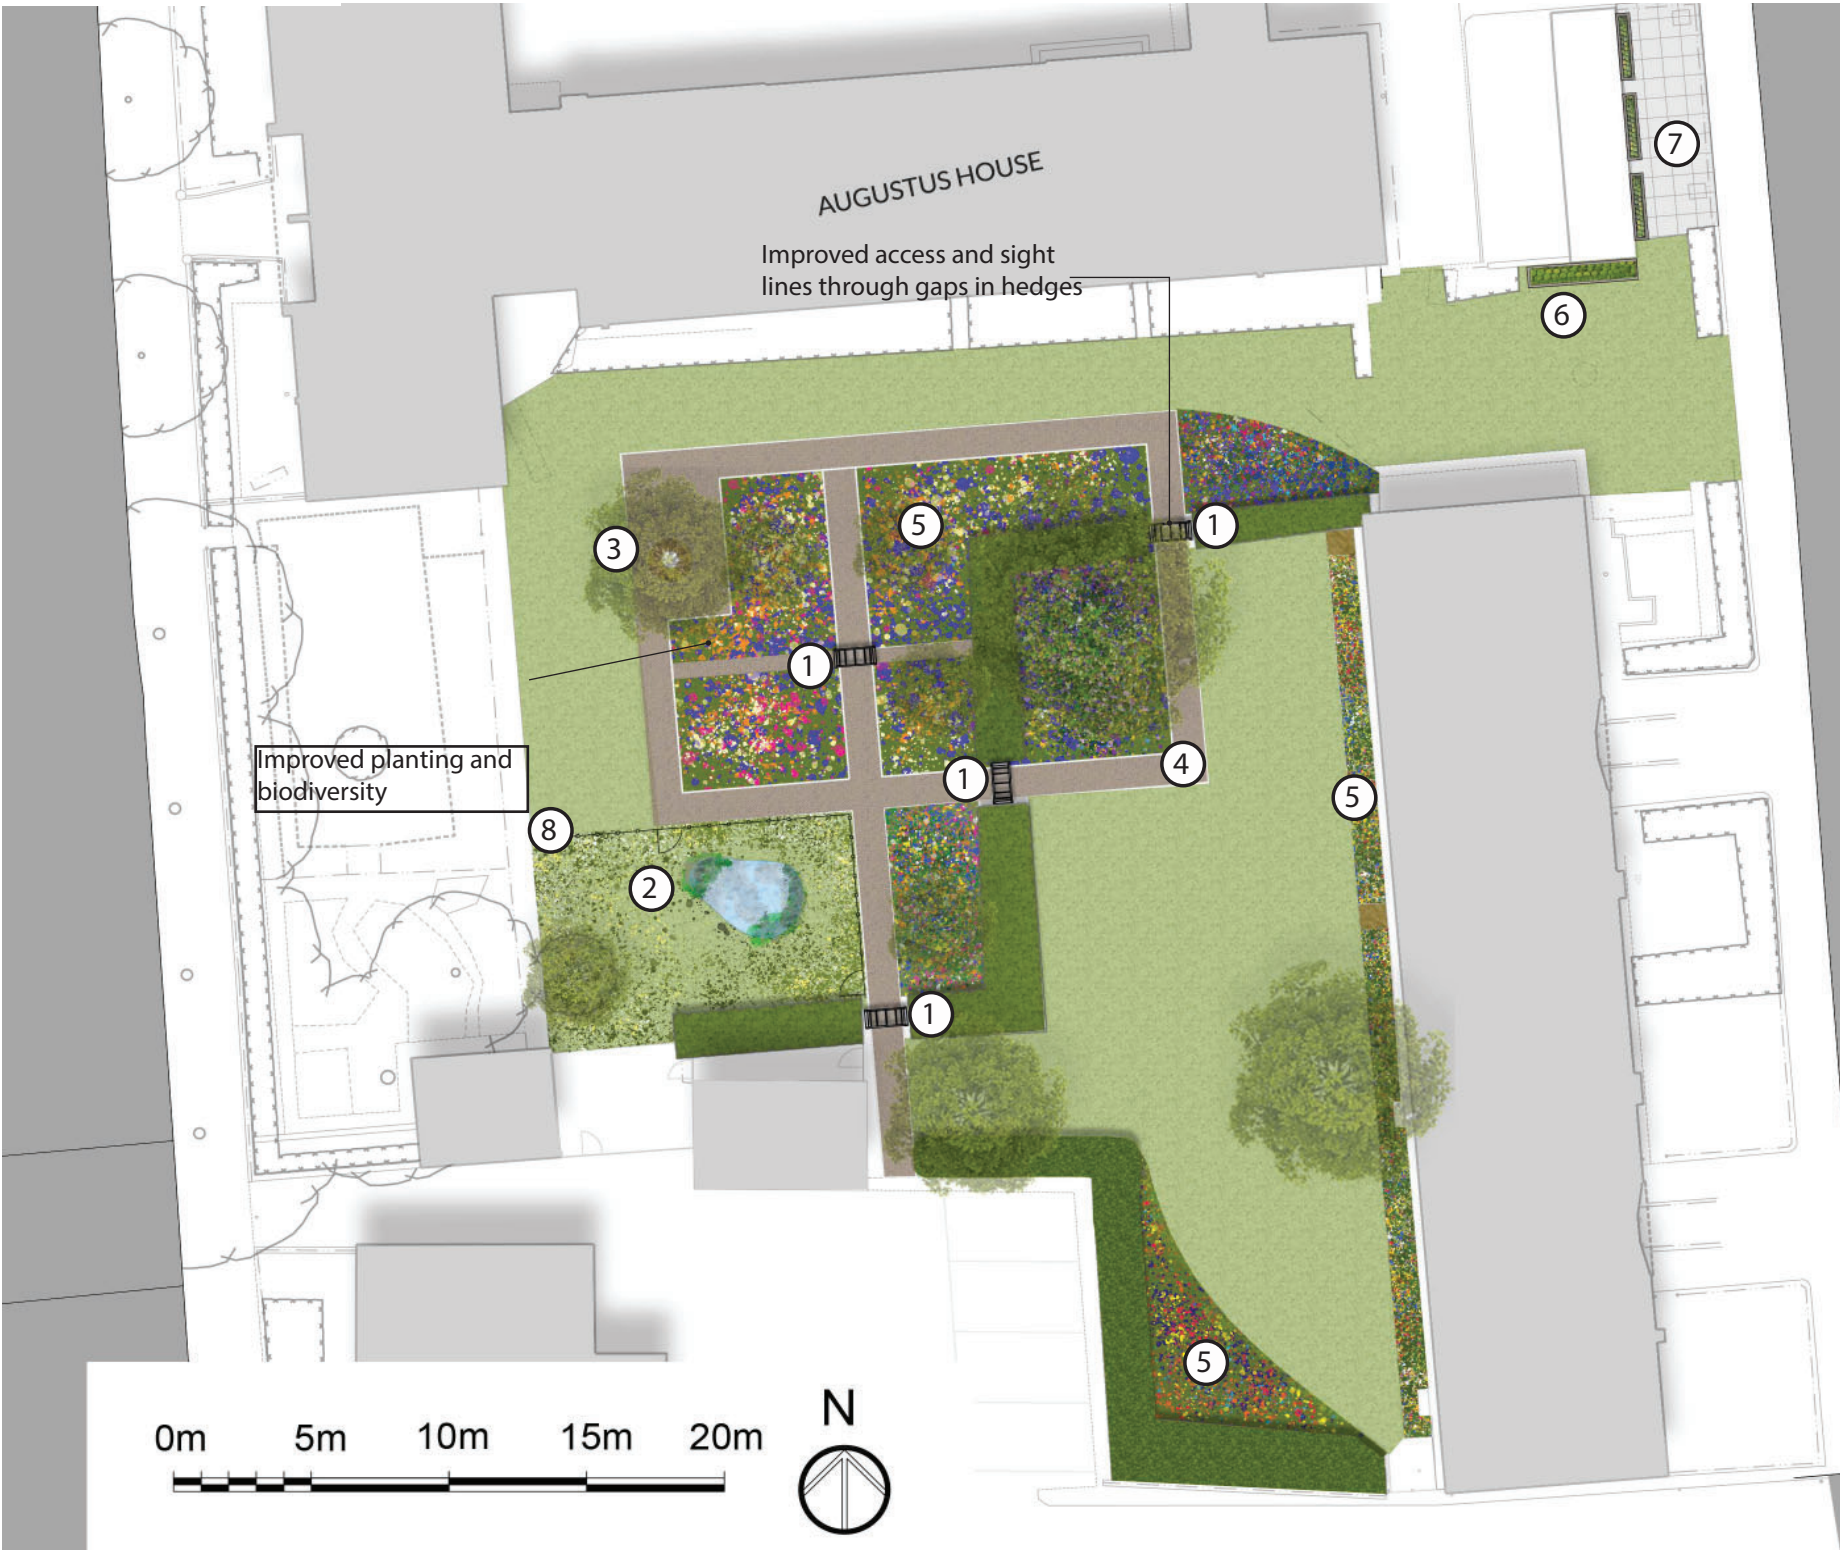 AUGUSTUS HOUSE
7
Improved access and sight
lines through gaps in hedges
6
5
1
3
1
1
4
5
Improved planting and
biodiversity
8
2
1
5
N
0m 5m 10m 15m 20m